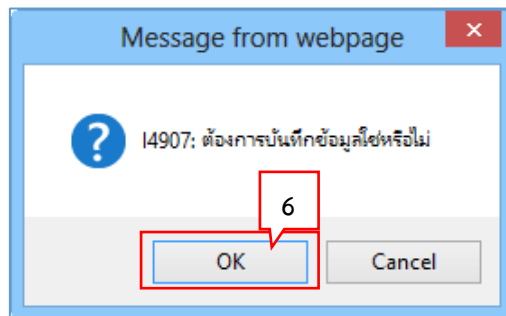 Message from webpage
I4907: ต้องการบันทึกข้อมูลใช่หรือไม่
6
OK
Cancel